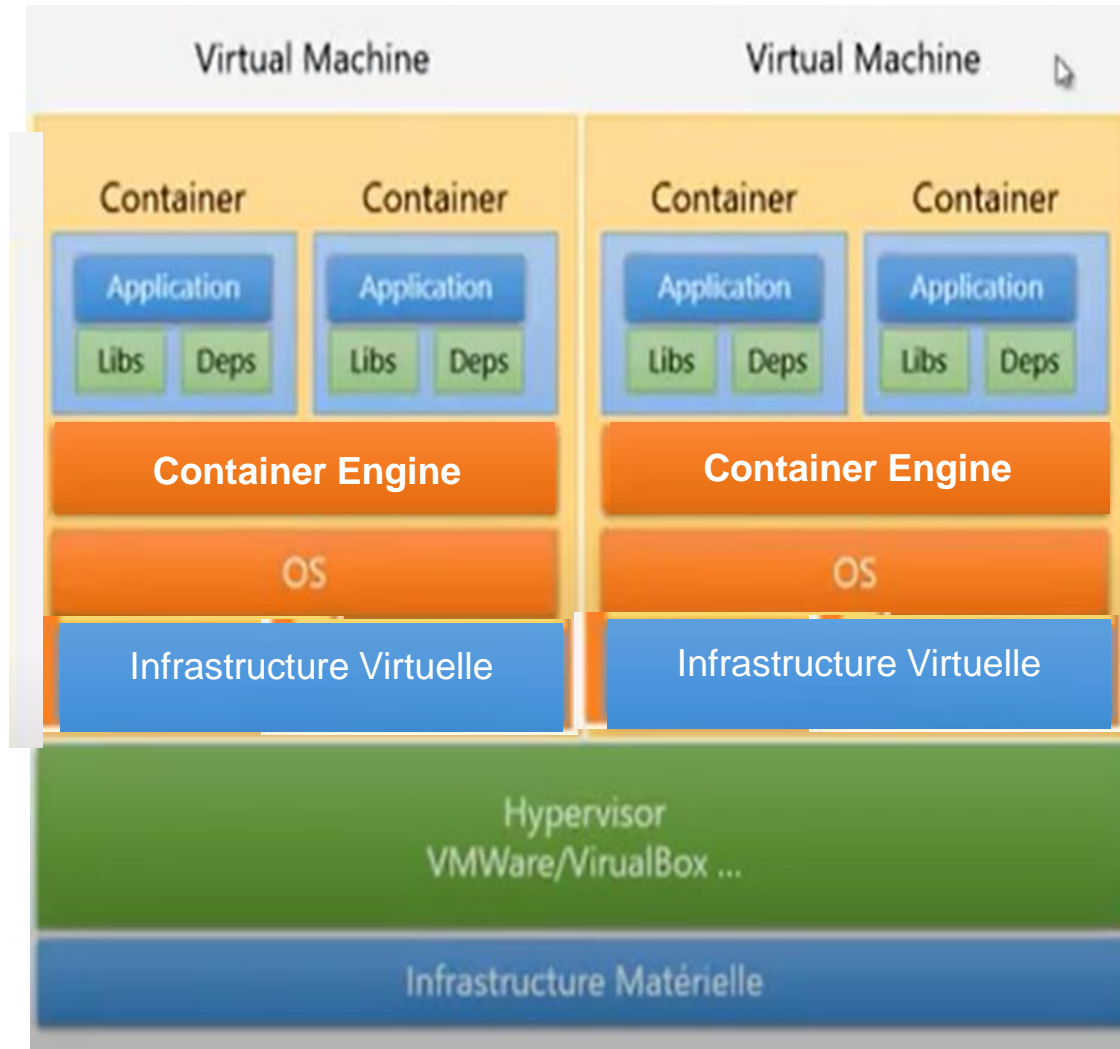 Virtual Machine
Virtual Machine
Container
Container
Container
Container
Application
Application
Application
Application
Libs
Deps
Libs
Deps
Libs
Deps
Libs
Deps
Container Engine
Container Engine
OS
OS
Infrastructure Virtuelle
Infrastructure Virtuelle
Hypervisor
VMWare/VirualBox ...
Infrastructure Matérielle